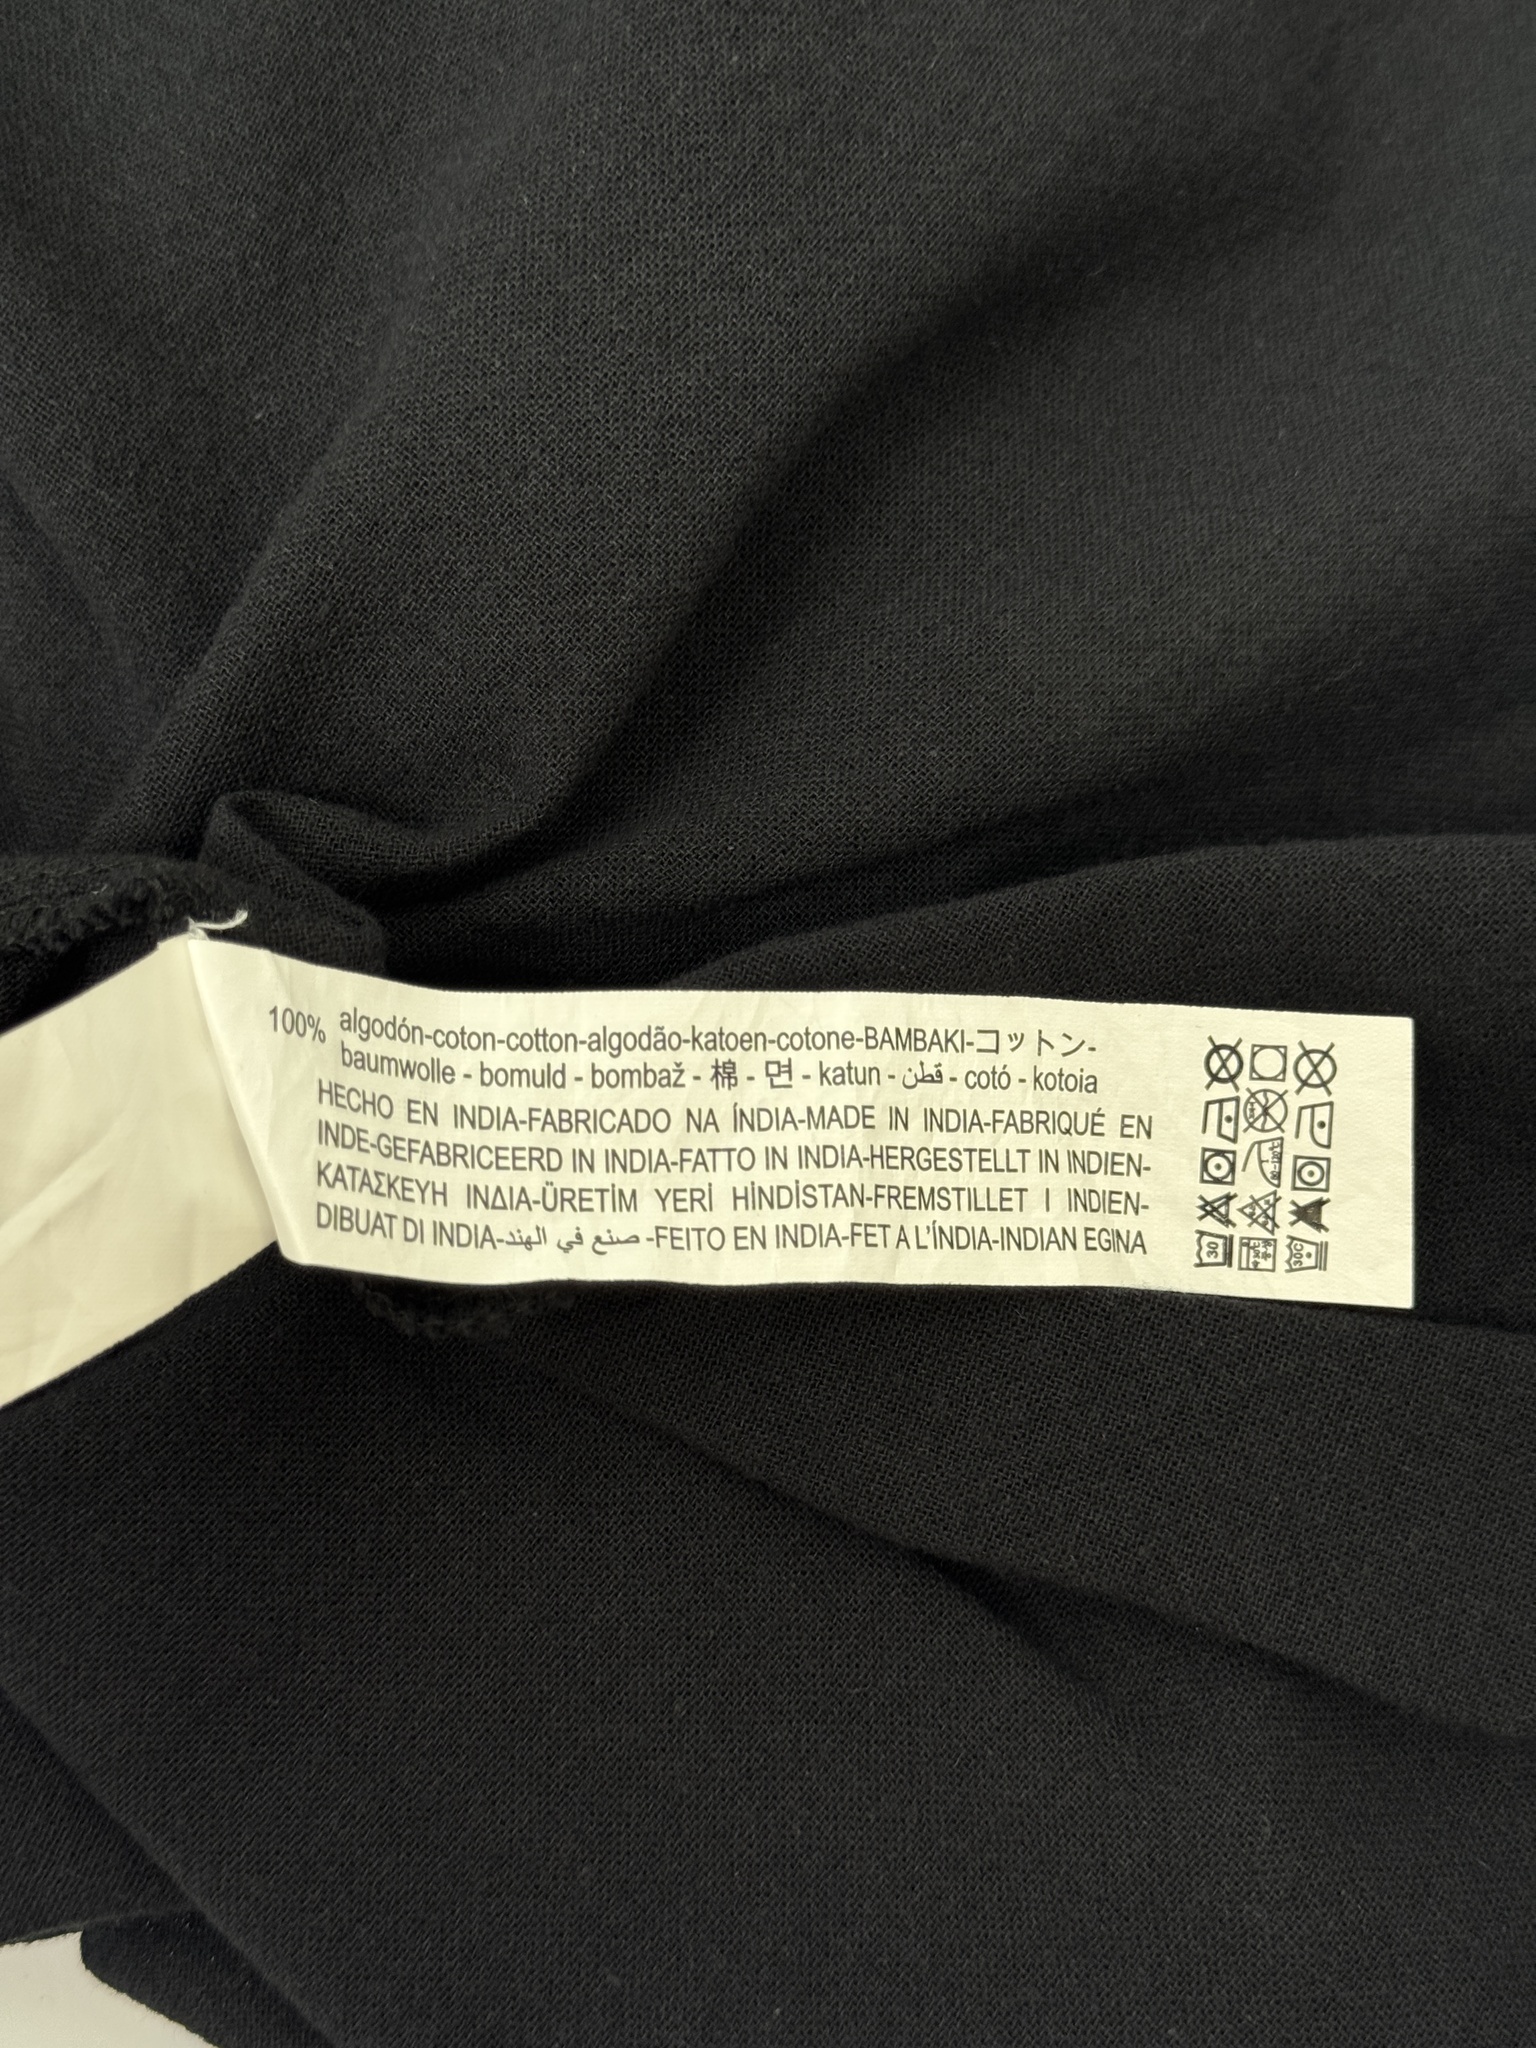 100% algodón-coton-cotton-algodão-katoen-cotone-BAMBAKI-コットン-
baumwolle - bomuld - bombaž - 棉 - 면 - katun - قطن - cotó - kotoia
HECHO EN INDIA-FABRICADO NA ÍNDIA-MADE IN INDIA-FABRIQUÉ EN
INDE-GEFABRICEERD IN INDIA-FATTO IN INDIA-HERGESTELLT IN INDIEN-
ΚΑΤΑΣΚΕΥΗ ΙΝΔΙΑ-ÜRETİM YERİ HİNDİSTAN-FREMSTILLET I INDIEN-
DIBUAT DI INDIA-صنع في الهند-FEITO EN INDIA-FET A L'ÍNDIA-INDIAN EGINA
30
30C